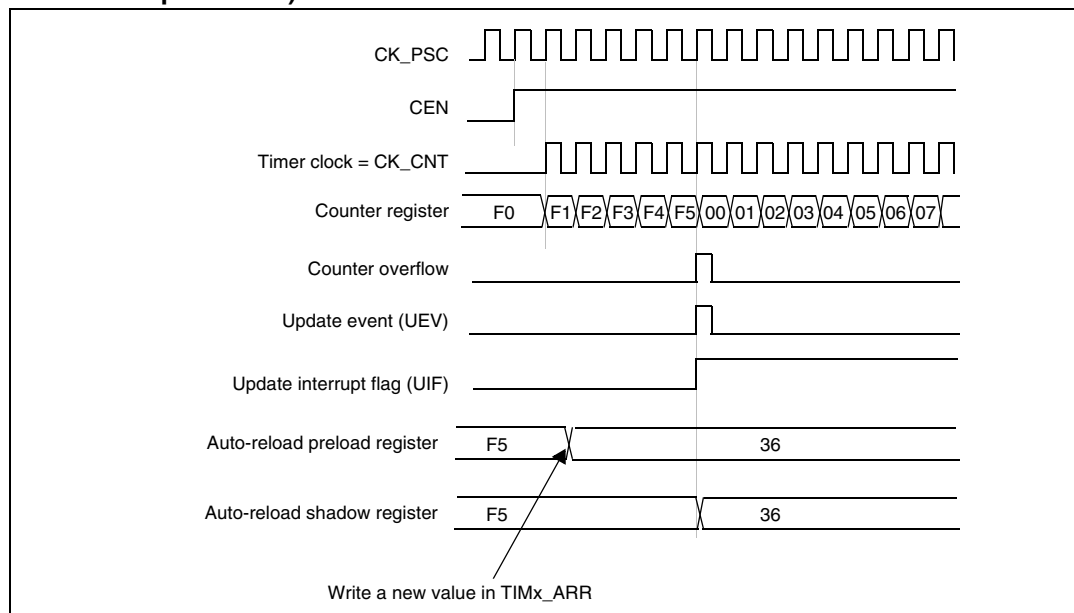 CK_PSC
CEN
Timer clock = CK_CNT
Counter register F0 F1 F2 F3 F4 F5 00 01 02 03 04 05 06 07
Counter overflow
Update event (UEV)
Update interrupt flag (UIF)
Auto-reload preload register F5 36
Auto-reload shadow register F5 36
Write a new value in TIMx_ARR